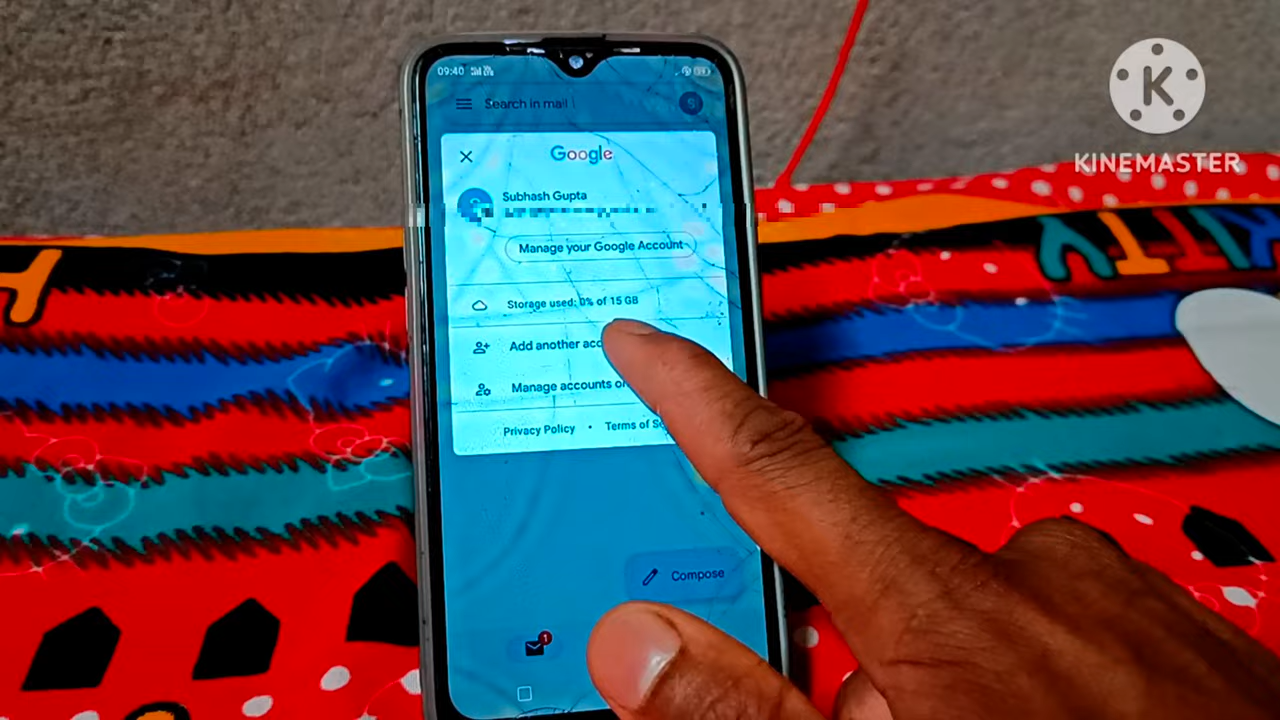 KINEMASTER
09:40
Search in mail
Google
Subhash Gupta
Manage your Google Account
Storage used: 0% of 15 GB
Add another acc
Manage accounts o
Privacy Policy • Terms of S
Compose
1